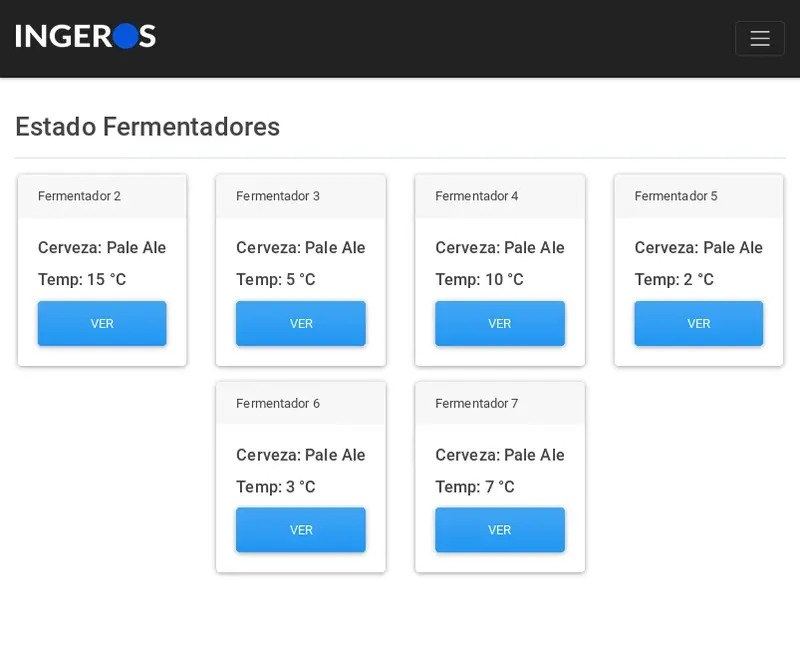 INGEROS
Estado Fermentadores
Fermentador 2
Cerveza: Pale Ale
Temp: 15 °C
VER
Fermentador 3
Cerveza: Pale Ale
Temp: 5 °C
VER
Fermentador 4
Cerveza: Pale Ale
Temp: 10 °C
VER
Fermentador 5
Cerveza: Pale Ale
Temp: 2 °C
VER
Fermentador 6
Cerveza: Pale Ale
Temp: 3 °C
VER
Fermentador 7
Cerveza: Pale Ale
Temp: 7 °C
VER